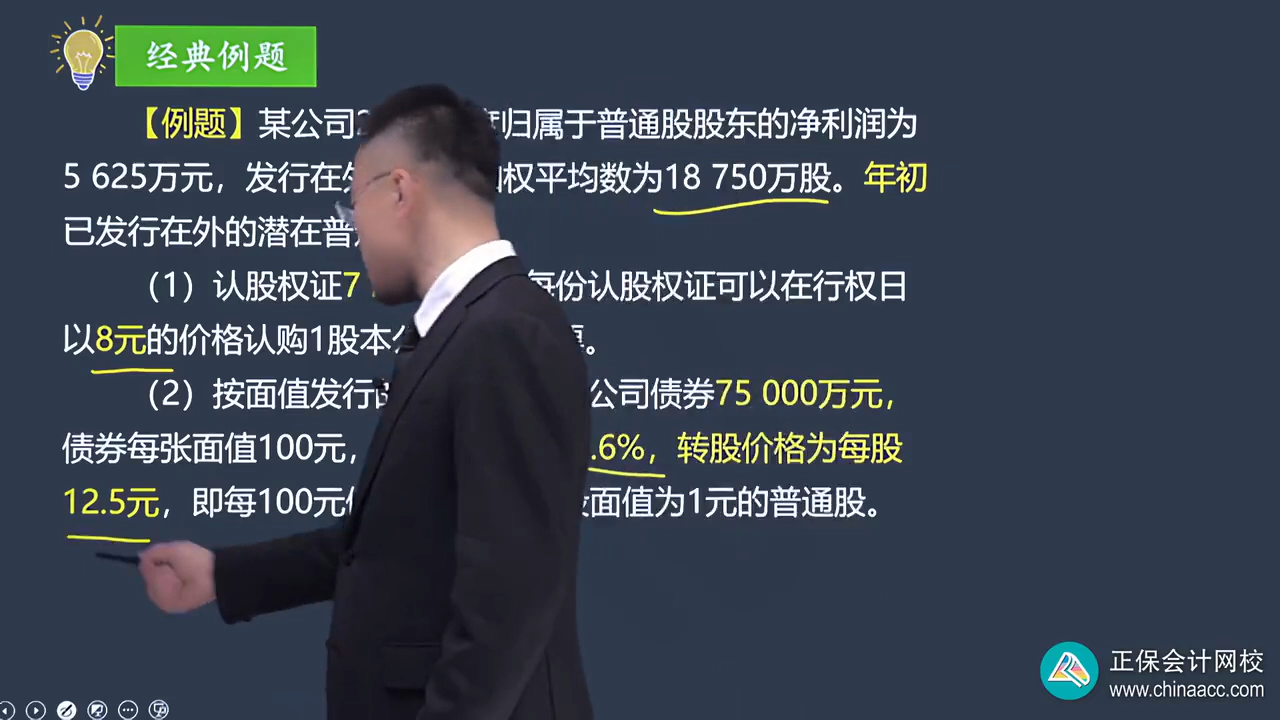 经典例题
【例题】某公司2 度归属于普通股股东的净利润为
5 625万元，发行在外 权平均数为18 750万股。年初
已发行在外的潜在普通
（1）认股权证7 每份认股权证可以在行权日
以8元的价格认购1股本公 。
（2）按面值发行的 公司债券75 000万元，
债券每张面值100元， .6%，转股价格为每股
12.5元，即每100元债 股面值为1元的普通股。
正保会计网校
www.chinaacc.com